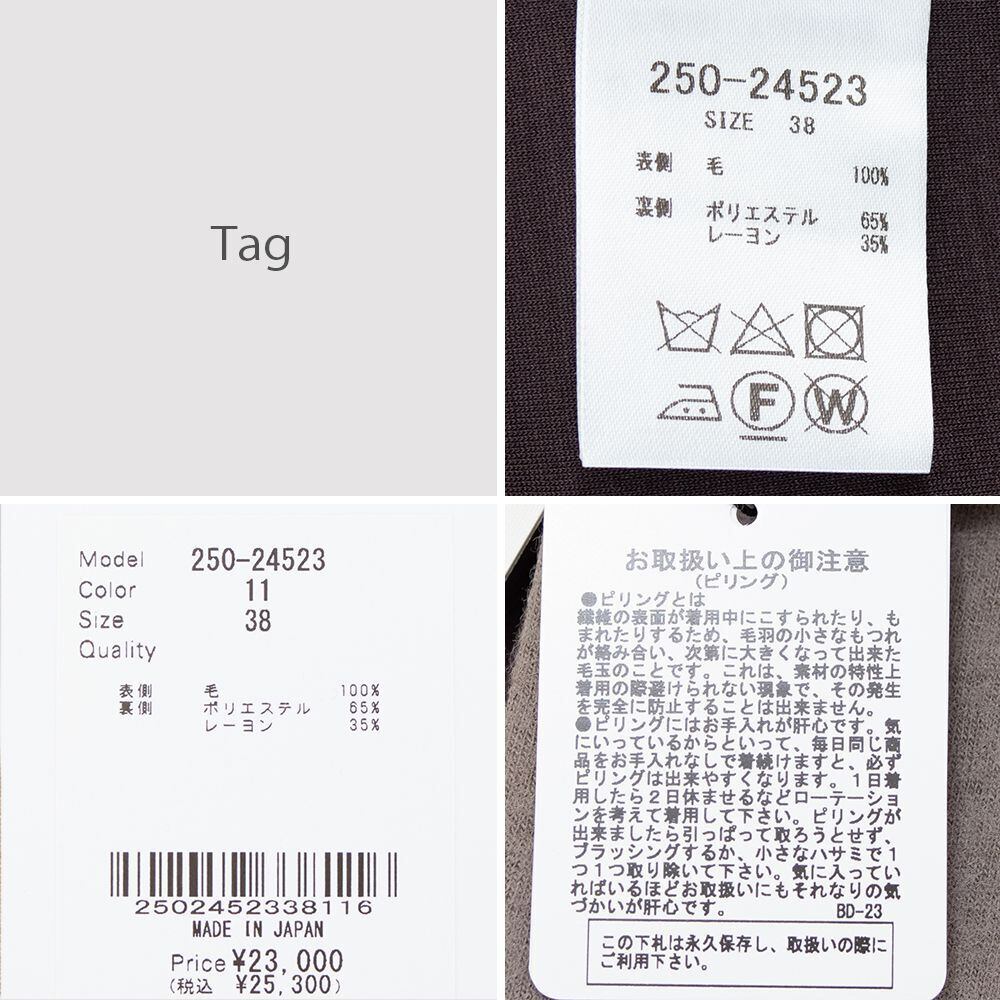 Tag
250-24523
SIZE 38
表側 毛 100%
裏側 ポリエステル 65%
レーヨン 35%
F
W
Model 250-24523
Color 11
Size 38
Quality
表側 毛 100%
裏側 ポリエステル 65%
レーヨン 35%
2502452338116
MADE IN JAPAN
Price ¥23,000
(税込 ¥25,300)
お取扱い上の御注意
(ピリング)
●ピリングとは
繊維の表面が着用中にこすられたり、も
まれたりするため、毛羽の小さなもつれ
が絡み合い、次第に大きくなって出来た
毛玉のことです。これは、素材の特性上
着用の際避けられない現象で、その発生
を完全に防止することは出来ません。
●ピリングにはお手入れが肝心です。気
にいっているからといって、毎日同じ商
品をお手入れなしで着続けますと、必ず
ピリングは出来やすくなります。1日着
用したら2日休ませるなどローテーショ
ンを考えて着用して下さい。ピリングが
出来ましたら引っぱって取ろうとせず、
ブラッシングするか、小さなハサミで1
つ1つ取り除いて下さい。気に入ってい
ればいるほどお取扱いにもそれなりの気
づかいが肝心です。 BD-23
この下札は永久保存し、取扱いの際に
ご利用下さい。